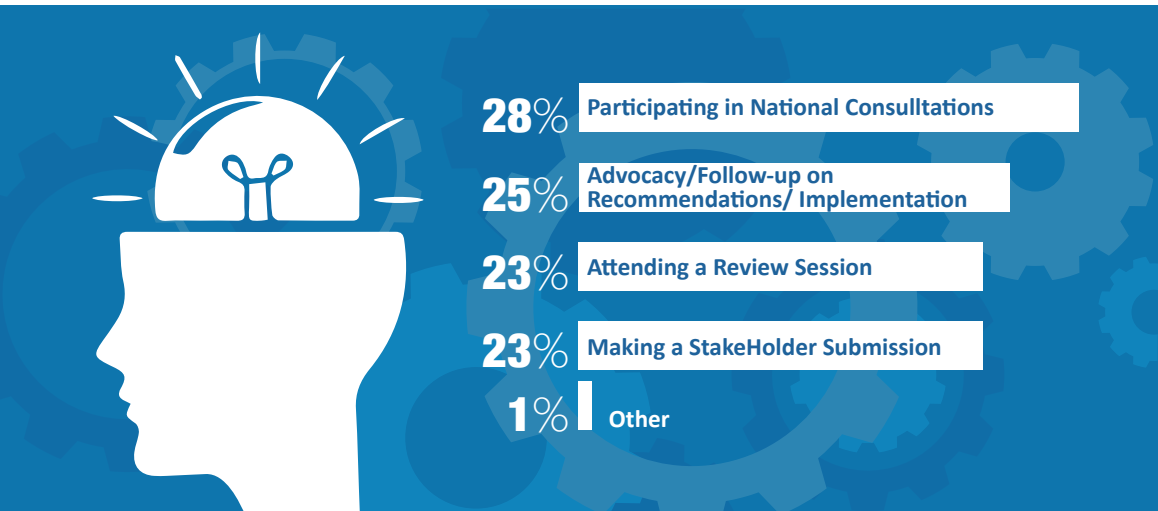 28% Participating in National Consulltations
25% Advocacy/Follow-up on
Recommendations/ Implementation
23% Attending a Review Session
23% Making a StakeHolder Submission
1% Other